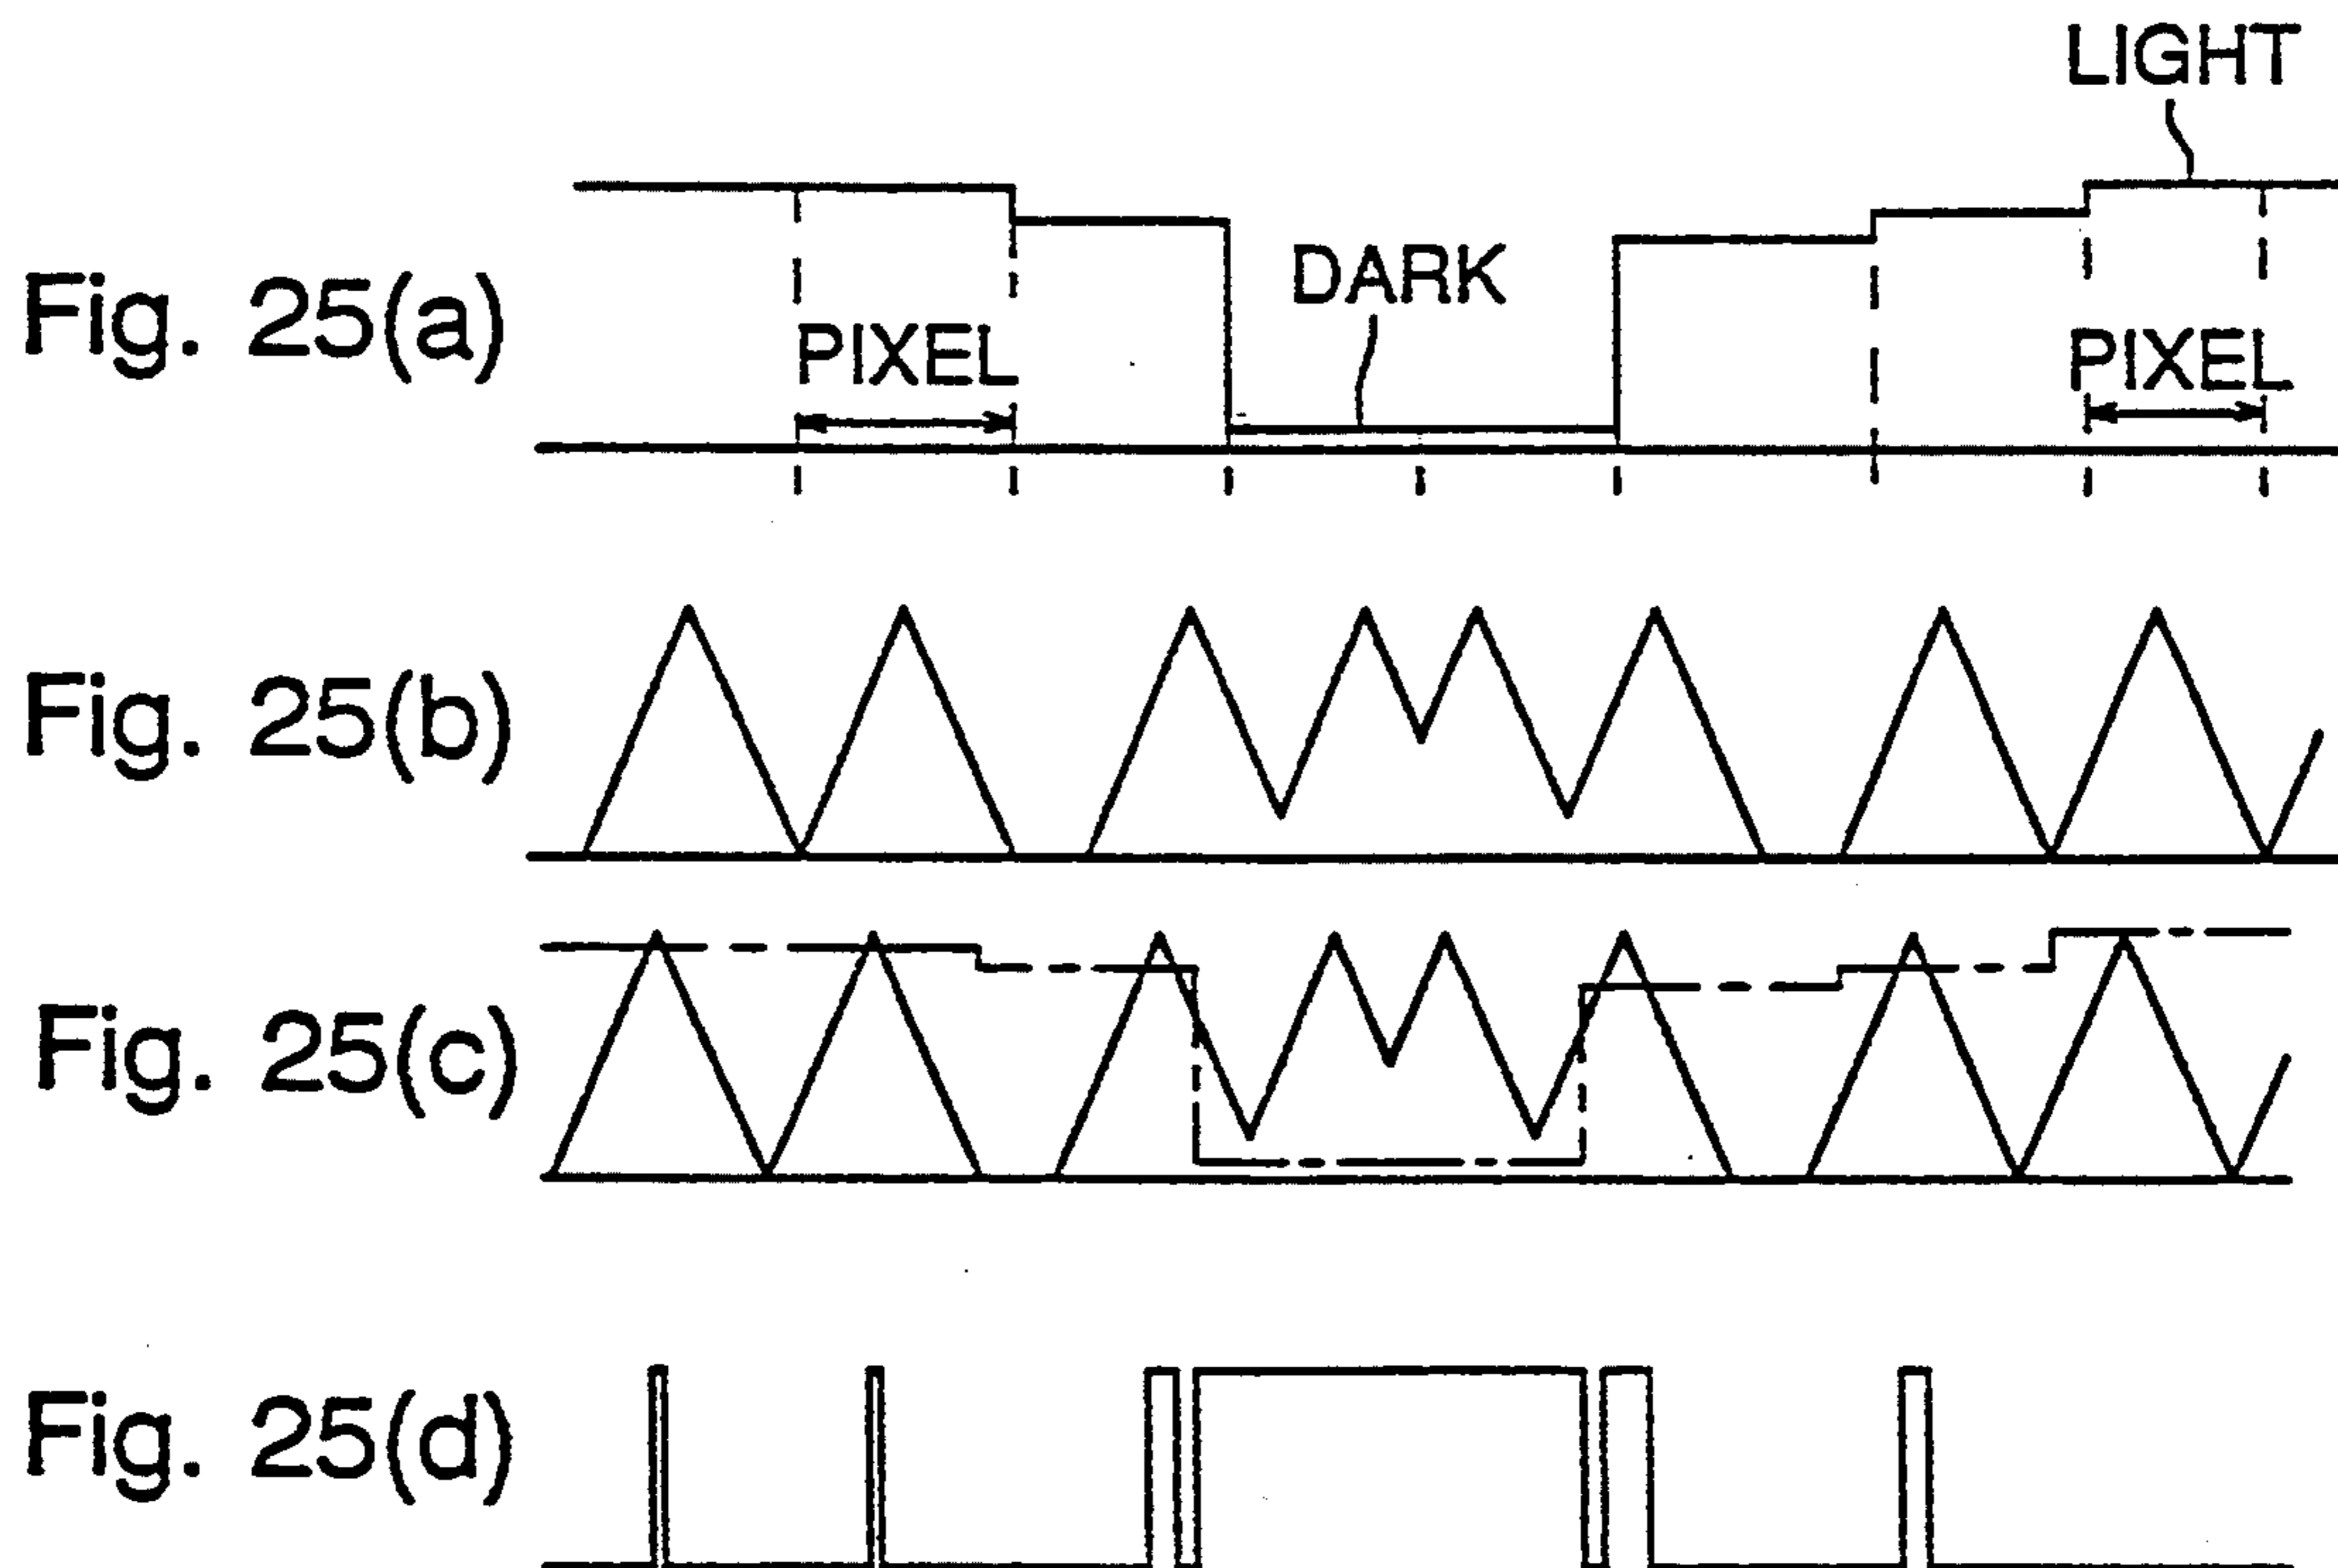 LIGHT
Fig. 25(a)
DARK
PIXEL
PIXEL
Fig. 25(b)
Fig. 25(c)
Fig. 25(d)